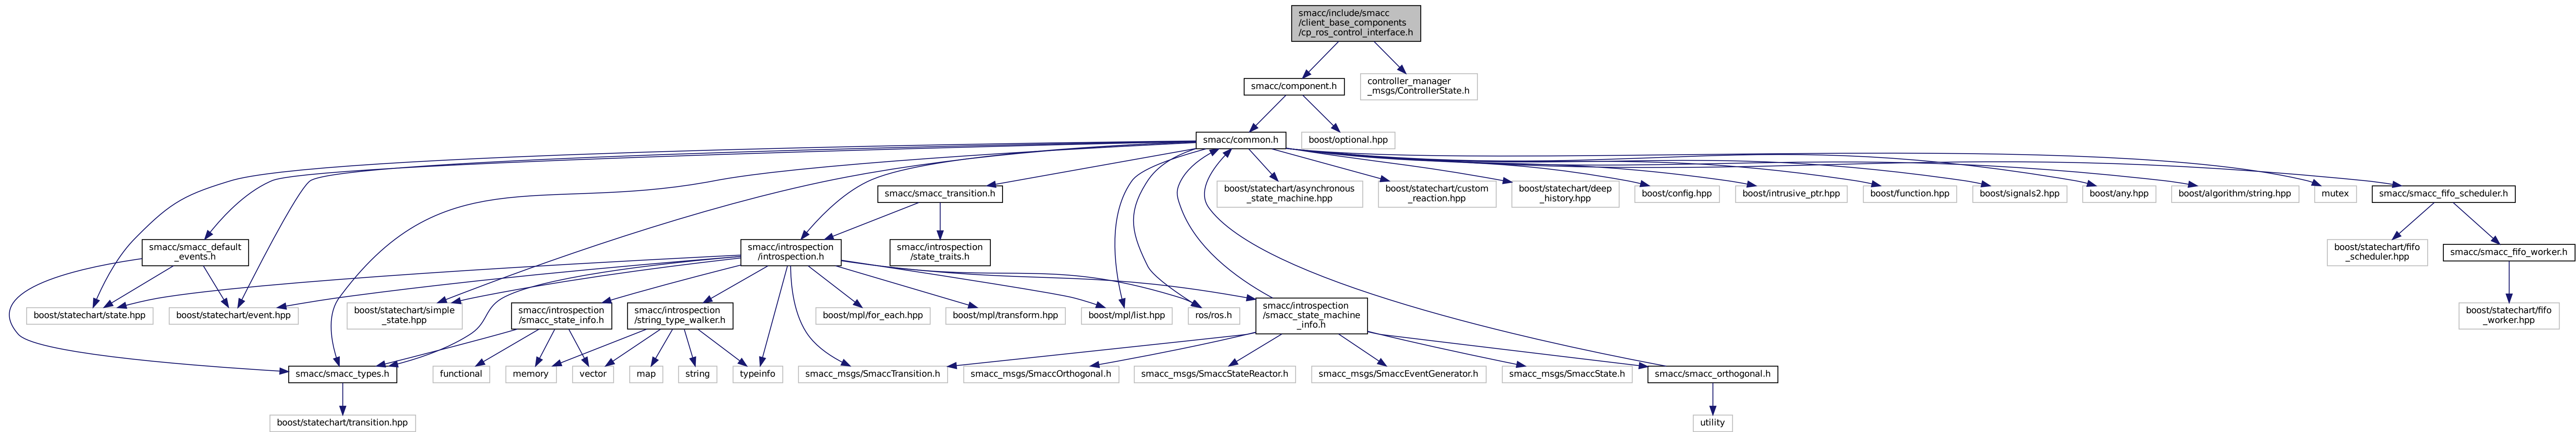 smacc/include/smacc
/client_base_components
/cp_ros_control_interface.h
smacc/component.h
controller_manager
_msgs/ControllerState.h
smacc/common.h
boost/optional.hpp
smacc/smacc_transition.h
boost/statechart/asynchronous
_state_machine.hpp
boost/statechart/custom
_reaction.hpp
boost/statechart/deep
_history.hpp
boost/config.hpp
boost/intrusive_ptr.hpp
boost/function.hpp
boost/signals2.hpp
boost/any.hpp
boost/algorithm/string.hpp
mutex
smacc/smacc_fifo_scheduler.h
smacc/smacc_default
_events.h
smacc/introspection
/introspection.h
smacc/introspection
/state_traits.h
boost/statechart/fifo
_scheduler.hpp
smacc/smacc_fifo_worker.h
boost/statechart/state.hpp
boost/statechart/event.hpp
boost/statechart/simple
_state.hpp
smacc/introspection
/smacc_state_info.h
smacc/introspection
/string_type_walker.h
boost/mpl/for_each.hpp
boost/mpl/transform.hpp
boost/mpl/list.hpp
ros/ros.h
smacc/introspection
/smacc_state_machine
_info.h
boost/statechart/fifo
_worker.hpp
smacc/smacc_types.h
functional
memory
vector
map
string
typeinfo
smacc_msgs/SmaccTransition.h
smacc_msgs/SmaccOrthogonal.h
smacc_msgs/SmaccStateReactor.h
smacc_msgs/SmaccEventGenerator.h
smacc_msgs/SmaccState.h
smacc/smacc_orthogonal.h
boost/statechart/transition.hpp
utility